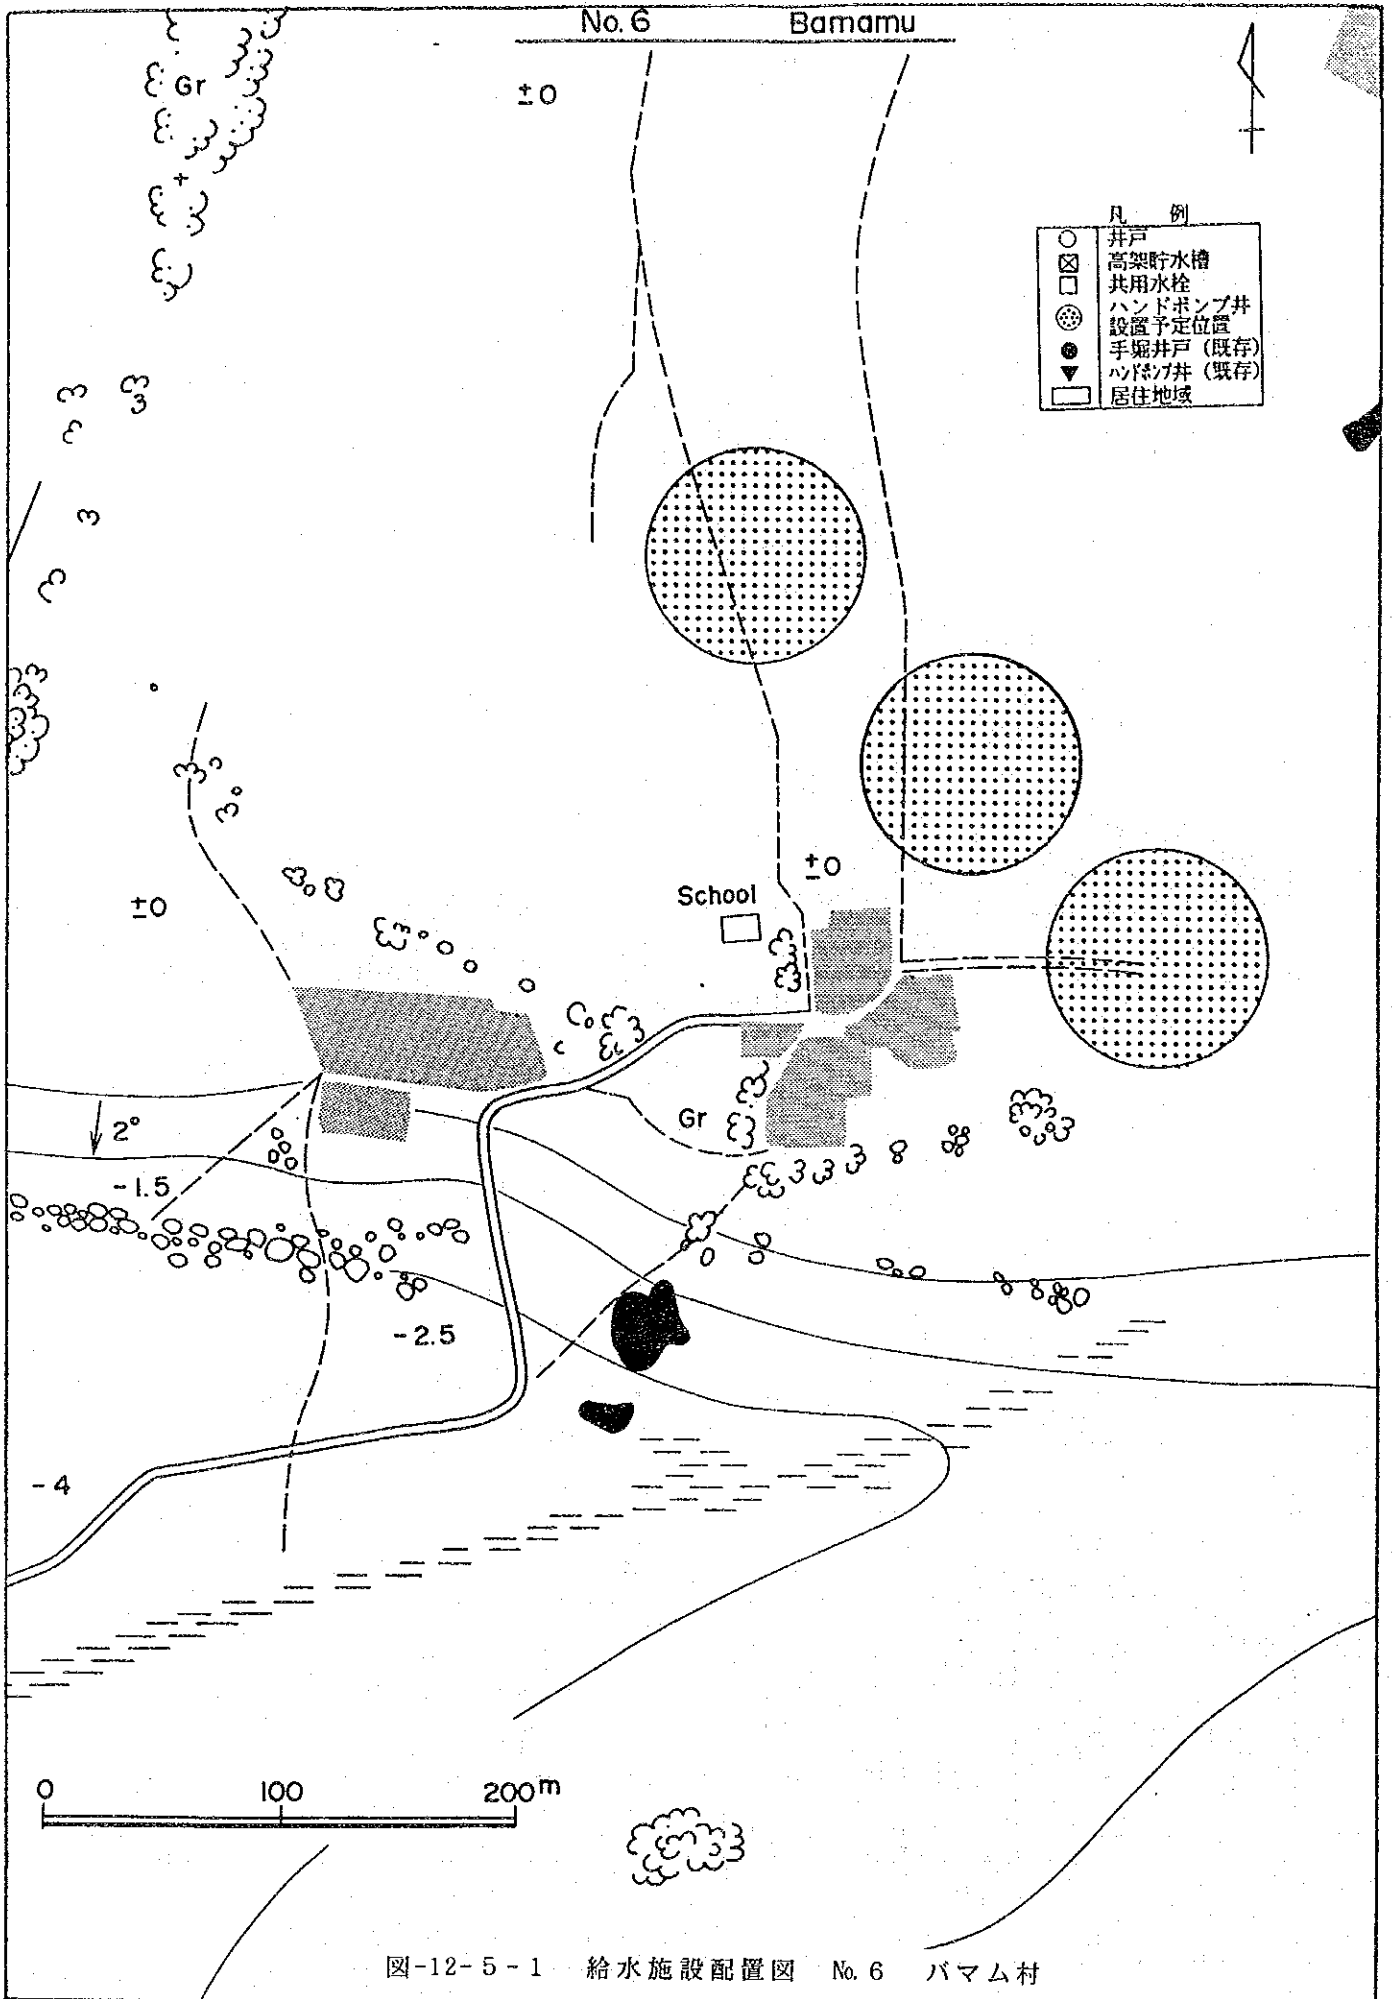 No.6 Bamamu
Gr
±0
凡 例
井戸
高架貯水槽
共用水栓
ハンドポンプ井
設置予定位置
手堀井戸（既存）
ハンドポンプ井（既存）
居住地域
±0
School
±0
Gr
2°
-1.5
-2.5
-4
0 100 200m
図-12-5-1 給水施設配置図 No.6 バマム村